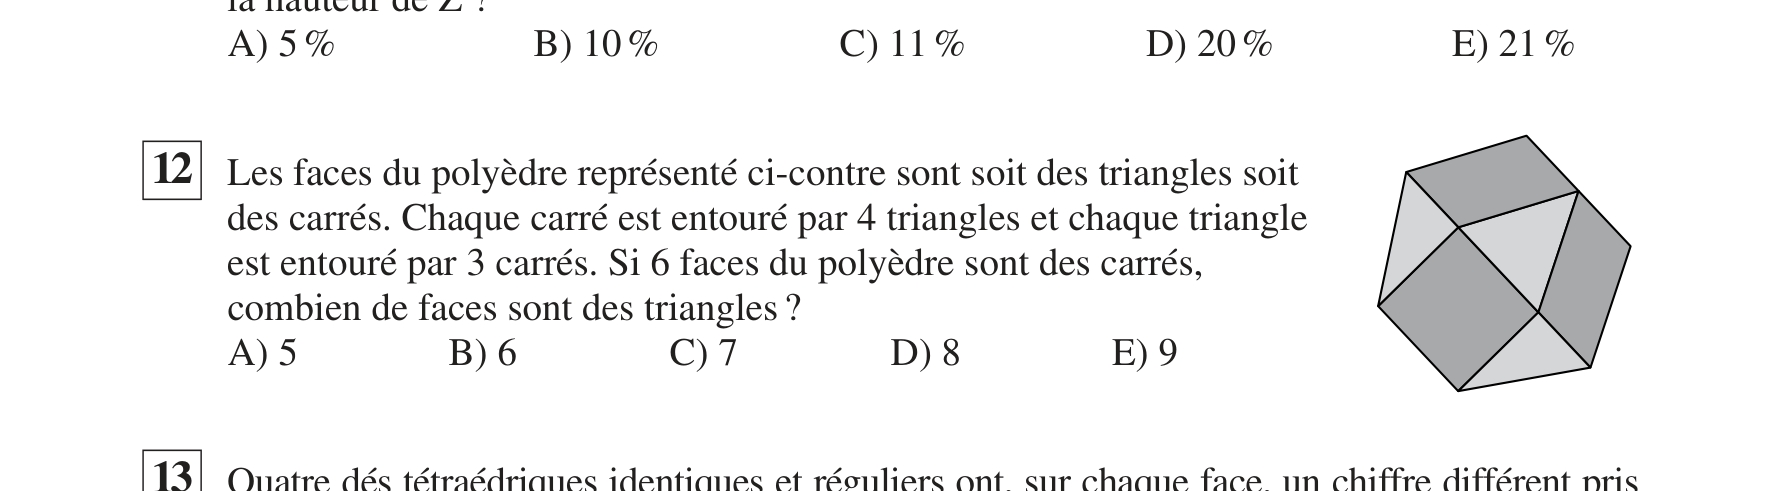 la hauteur de Z ?
A) 5 % B) 10 % C) 11 % D) 20 % E) 21 %
12 Les faces du polyèdre représenté ci-contre sont soit des triangles soit
des carrés. Chaque carré est entouré par 4 triangles et chaque triangle
est entouré par 3 carrés. Si 6 faces du polyèdre sont des carrés,
combien de faces sont des triangles ?
A) 5 B) 6 C) 7 D) 8 E) 9
13 Quatre dés tétraédriques identiques et réguliers ont, sur chaque face, un chiffre différent pris